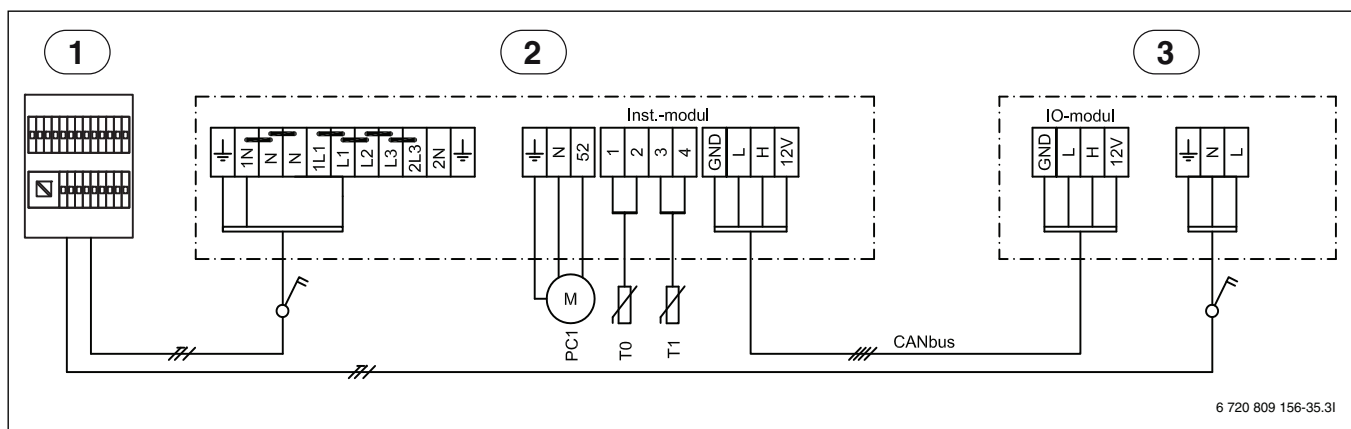 1
2
3
Inst.-modul
IO-modul
1N N N 1L1 L1 L2 L3 2L3 2N
N 52
1 2 3 4
GND L H 12V
GND L H 12V
N L
M
PC1
T0
T1
CANbus
6 720 809 156-35.3I